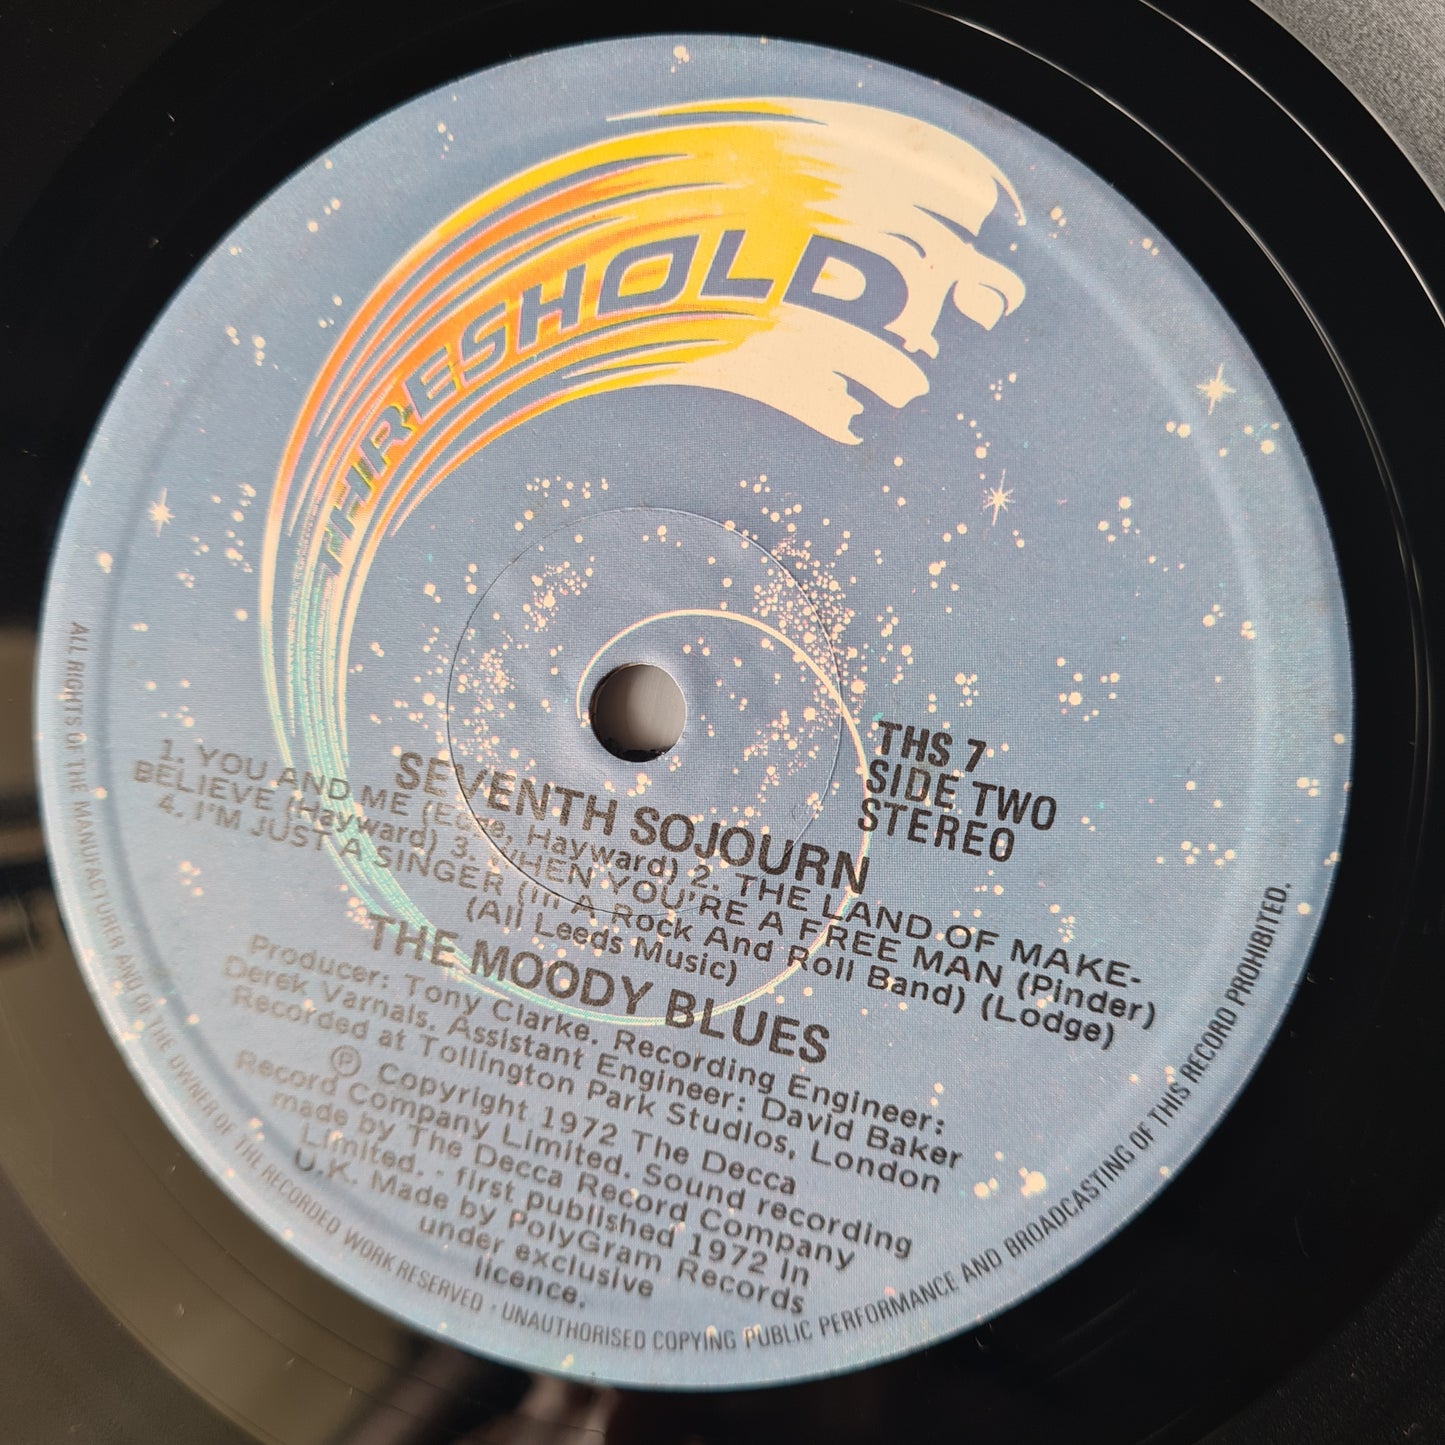 THRESHOLD
THS 7
SIDE TWO
STEREO
SEVENTH SOJOURN
1. YOU AND ME (Edge, Hayward) 2. THE LAND OF MAKE-
BELIEVE (Hayward) 3. WHEN YOU'RE A FREE MAN (Pinder)
4. I'M JUST A SINGER (In A Rock And Roll Band) (Lodge)
(All Leeds Music)
THE MOODY BLUES
Producer: Tony Clarke. Recording Engineer:
Derek Varnals. Assistant Engineer: David Baker
Recorded at Tollington Park Studios, London
Ⓟ Copyright 1972 The Decca
Record Company Limited. Sound recording
made by The Decca Record Company
Limited. - first published 1972 in
U.K. Made by PolyGram Records
under exclusive
licence.
ALL RIGHTS OF THE MANUFACTURER AND OF THE OWNER OF THE RECORDED WORK RESERVED · UNAUTHORISED COPYING PUBLIC PERFORMANCE AND BROADCASTING OF THIS RECORD PROHIBITED.